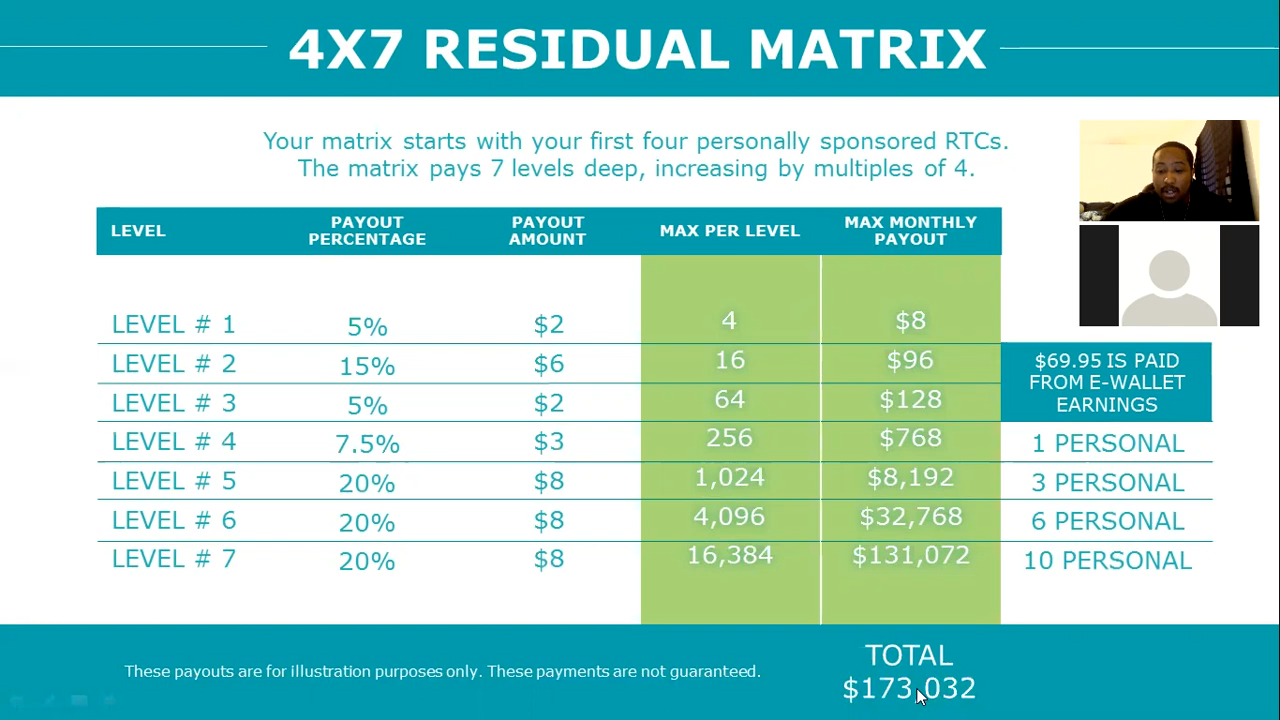 4X7 RESIDUAL MATRIX
Your matrix starts with your first four personally sponsored RTCs.
The matrix pays 7 levels deep, increasing by multiples of 4.
LEVEL PAYOUT PERCENTAGE PAYOUT AMOUNT MAX PER LEVEL MAX MONTHLY PAYOUT
LEVEL # 1 5% $2 4 $8
LEVEL # 2 15% $6 16 $96
LEVEL # 3 5% $2 64 $128
$69.95 IS PAID
FROM E-WALLET
EARNINGS
LEVEL # 4 7.5% $3 256 $768 1 PERSONAL
LEVEL # 5 20% $8 1,024 $8,192 3 PERSONAL
LEVEL # 6 20% $8 4,096 $32,768 6 PERSONAL
LEVEL # 7 20% $8 16,384 $131,072 10 PERSONAL
These payouts are for illustration purposes only. These payments are not guaranteed.
TOTAL
$173,032